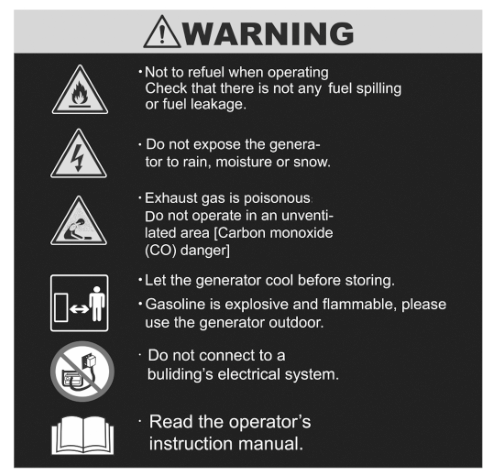 WARNING
·Not to refuel when operating
Check that there is not any fuel spilling
or fuel leakage.
· Do not expose the genera-
tor to rain, moisture or snow.
·Exhaust gas is poisonous
Do not operate in an unventi-
lated area [Carbon monoxide
(CO) danger]
·Let the generator cool before storing.
·Gasoline is explosive and flammable, please
use the generator outdoor.
· Do not connect to a
buliding's electrical system.
· Read the operator's
instruction manual.